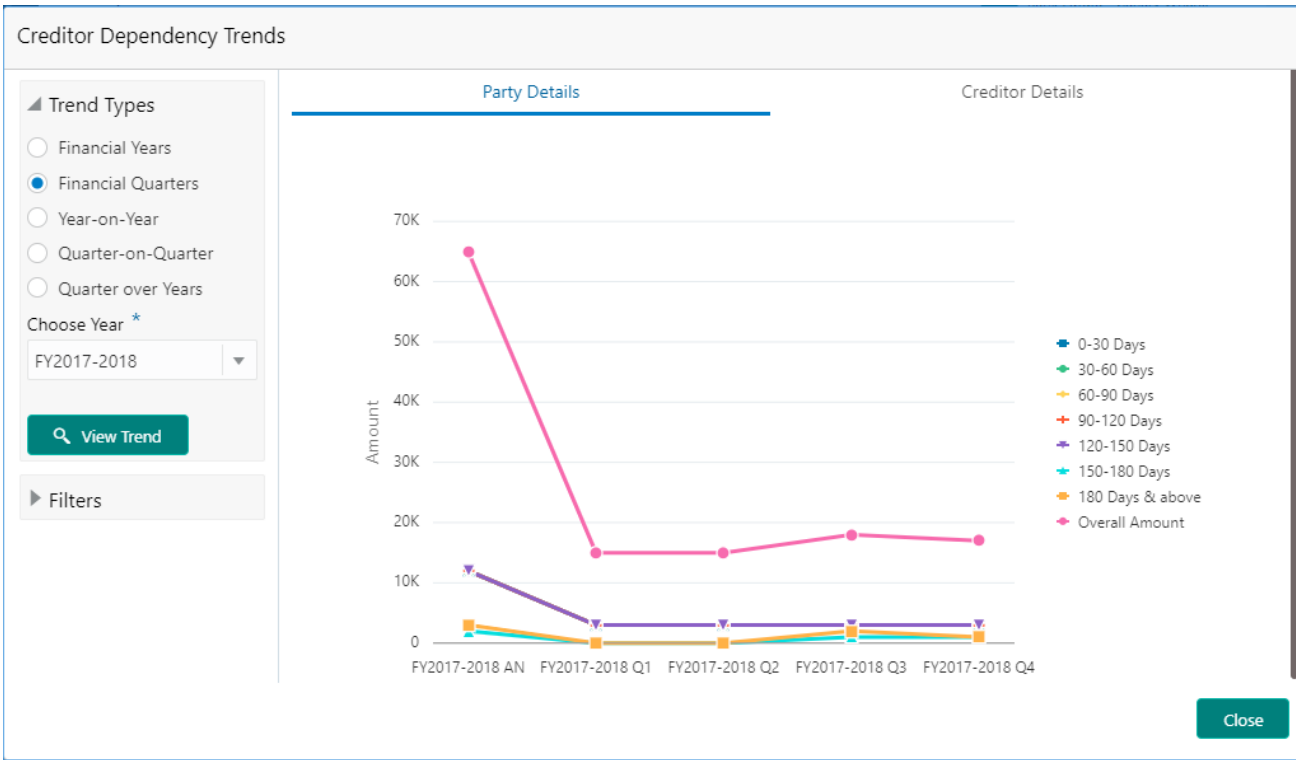 Creditor Dependency Trends
Trend Types
Financial Years
Financial Quarters
Year-on-Year
Quarter-on-Quarter
Quarter over Years
Choose Year *
FY2017-2018
View Trend
Filters
Party Details
Creditor Details
70K
60K
50K
40K
30K
20K
10K
0
Amount
FY2017-2018 AN FY2017-2018 Q1 FY2017-2018 Q2 FY2017-2018 Q3 FY2017-2018 Q4
0-30 Days
30-60 Days
60-90 Days
90-120 Days
120-150 Days
150-180 Days
180 Days & above
Overall Amount
Close